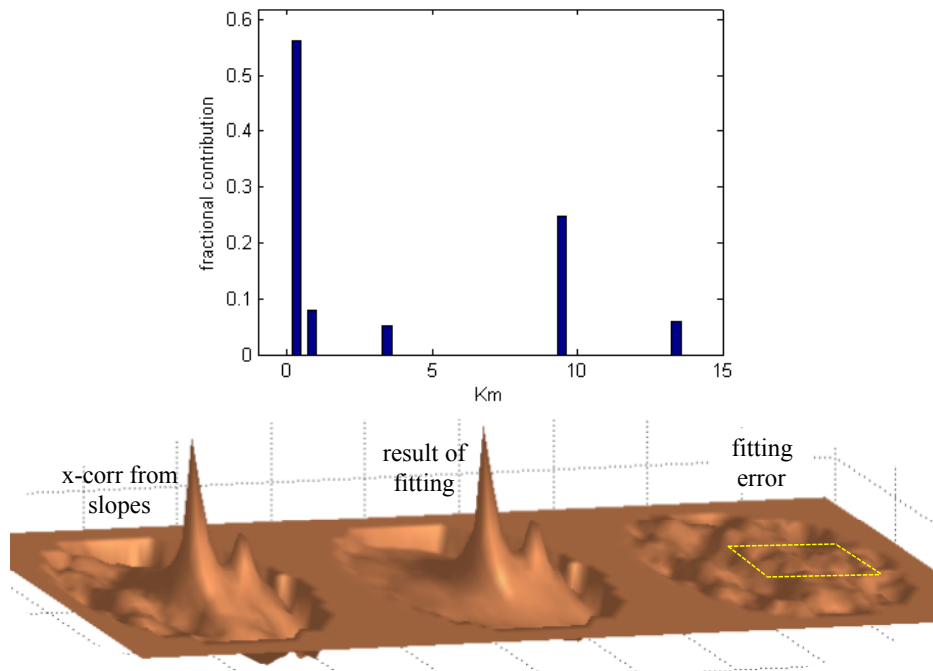 0.6
0.5
0.4
0.3
0.2
0.1
0
fractional contribution
0
5
10
15
Km
x-corr from
slopes
result of
fitting
fitting
error